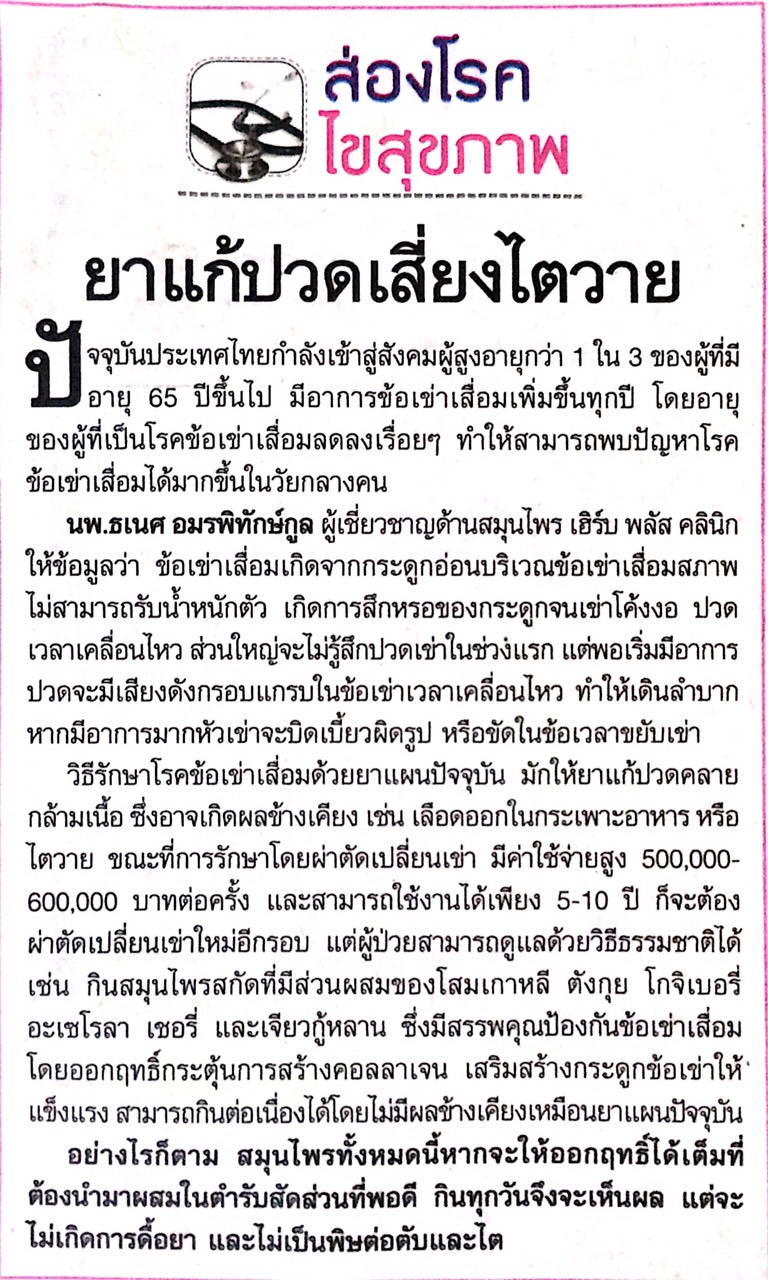 ส่องโรค
ไขสุขภาพ
ยาแก้ปวดเสี่ยงไตวาย
ปัจจุบันประเทศไทยกำลังเข้าสู่สังคมผู้สูงอายุกว่า 1 ใน 3 ของผู้ที่มี
อายุ 65 ปีขึ้นไป มีอาการข้อเข่าเสื่อมเพิ่มขึ้นทุกปี โดยอายุ
ของผู้ที่เป็นโรคข้อเข่าเสื่อมลดลงเรื่อยๆ ทำให้สามารถพบปัญหาโรค
ข้อเข่าเสื่อมได้มากขึ้นในวัยกลางคน
นพ.ธเนศ อมรพิทักษ์กูล ผู้เชี่ยวชาญด้านสมุนไพร เฮิร์บ พลัส คลินิก
ให้ข้อมูลว่า ข้อเข่าเสื่อมเกิดจากกระดูกอ่อนบริเวณข้อเข่าเสื่อมสภาพ
ไม่สามารถรับน้ำหนักตัว เกิดการสึกหรอของกระดูกจนเข่าโค้งงอ ปวด
เวลาเคลื่อนไหว ส่วนใหญ่จะไม่รู้สึกปวดเข่าในช่วงแรก แต่พอเริ่มมีอาการ
ปวดจะมีเสียงดังกรอบแกรบในข้อเข่าเวลาเคลื่อนไหว ทำให้เดินลำบาก
หากมีอาการมากหัวเข่าจะบิดเบี้ยวผิดรูป หรือขัดในข้อเวลาขยับเข่า
วิธีรักษาโรคข้อเข่าเสื่อมด้วยยาแผนปัจจุบัน มักให้ยาแก้ปวดคลาย
กล้ามเนื้อ ซึ่งอาจเกิดผลข้างเคียง เช่น เลือดออกในกระเพาะอาหาร หรือ
ไตวาย ขณะที่การรักษาโดยผ่าตัดเปลี่ยนเข่า มีค่าใช้จ่ายสูง 500,000-
600,000 บาทต่อครั้ง และสามารถใช้งานได้เพียง 5-10 ปี ก็จะต้อง
ผ่าตัดเปลี่ยนเข่าใหม่อีกรอบ แต่ผู้ป่วยสามารถดูแลด้วยวิธีธรรมชาติได้
เช่น กินสมุนไพรสกัดที่มีส่วนผสมของโสมเกาหลี ตังกุย โกจิเบอรี่
อะเซโรลา เชอรี่ และเจียวกู้หลาน ซึ่งมีสรรพคุณป้องกันข้อเข่าเสื่อม
โดยออกฤทธิ์กระตุ้นการสร้างคอลลาเจน เสริมสร้างกระดูกข้อเข่าให้
แข็งแรง สามารถกินต่อเนื่องได้โดยไม่มีผลข้างเคียงเหมือนยาแผนปัจจุบัน
อย่างไรก็ตาม สมุนไพรทั้งหมดนี้หากจะให้ออกฤทธิ์ได้เต็มที่
ต้องนำมาผสมในตำรับสัดส่วนที่พอดี กินทุกวันจึงจะเห็นผล แต่จะ
ไม่เกิดการดื้อยา และไม่เป็นพิษต่อตับและไต